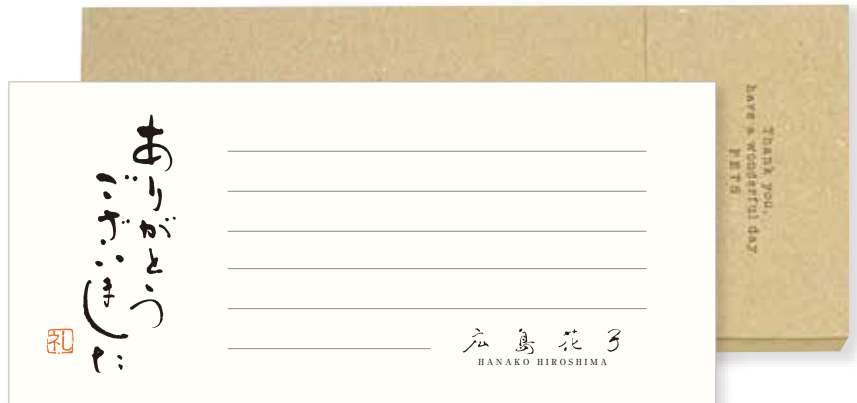 ありがとう
ございました
礼
広島花子
HANAKO HIROSHIMA
Thank you,
have a wonderful day